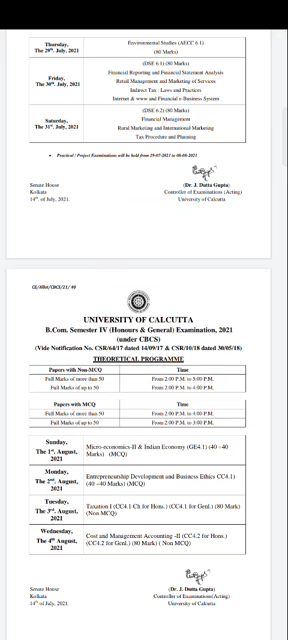 Thursday,
The 29th. July, 2021
Environmental Studies (AECC 6.1)
(80 Marks)
Friday,
The 30th. July, 2021
(DSE 6.1) (80 Marks)
Financial Reporting and Financial Statement Analysis
Retail Management and Marketing of Services
Indirect Tax : Laws and Practices
Internet & www and Financial e-Business System
Saturday,
The 31st. July, 2021
(DSE 6.2) (80 Marks)
Financial Management
Rural Marketing and International Marketing
Tax Procedure and Planning
• Practical / Project Examinations will be held from 29-07-2021 to 06-08-2021
Senate House
Kolkata
14th. of July, 2021.
(Dr. J. Dutta Gupta)
Controller of Examinations (Acting)
University of Calcutta
UNIVERSITY OF CALCUTTA
B.Com. Semester IV (Honours & General) Examination, 2021
(under CBCS)
(Vide Notification No. CSR/64/17 dated 14/09/17 & CSR/10/18 dated 30/05/18)
THEORETICAL PROGRAMME
Papers with Non-MCQ Time
Full Marks of more than 50 From 2.00 P.M. to 5.00 P.M.
Full Marks of up to 50 From 2.00 P.M. to 4.00 P.M.
Papers with MCQ Time
Full Marks of more than 50 From 2.00 P.M. to 4.00 P.M.
Full Marks of up to 50 From 2.00 P.M. to 3.00 P.M.
Sunday,
The 1st. August,
2021
Micro-economics-II & Indian Economy (GE4.1) (40 +40
Marks) (MCQ)
Monday,
The 2nd. August,
2021
Entrepreneurship Development and Business Ethics CC4.1)
(40 +40 Marks) (MCQ)
Tuesday,
The 3rd. August,
2021
Taxation I (CC4.1 Ch for Hons.) (CC4.1 for Genl.) (80 Mark)
(Non MCQ)
Wednesday,
The 4th August,
2021
Cost and Management Accounting -II (CC4.2 for Hons.)
(CC4.2 for Genl.) (80 Mark) ( Non MCQ)
Senate House
Kolkata
14th of July, 2021.
(Dr. J. Dutta Gupta)
Controller of Examinations(Acting)
University of Calcutta